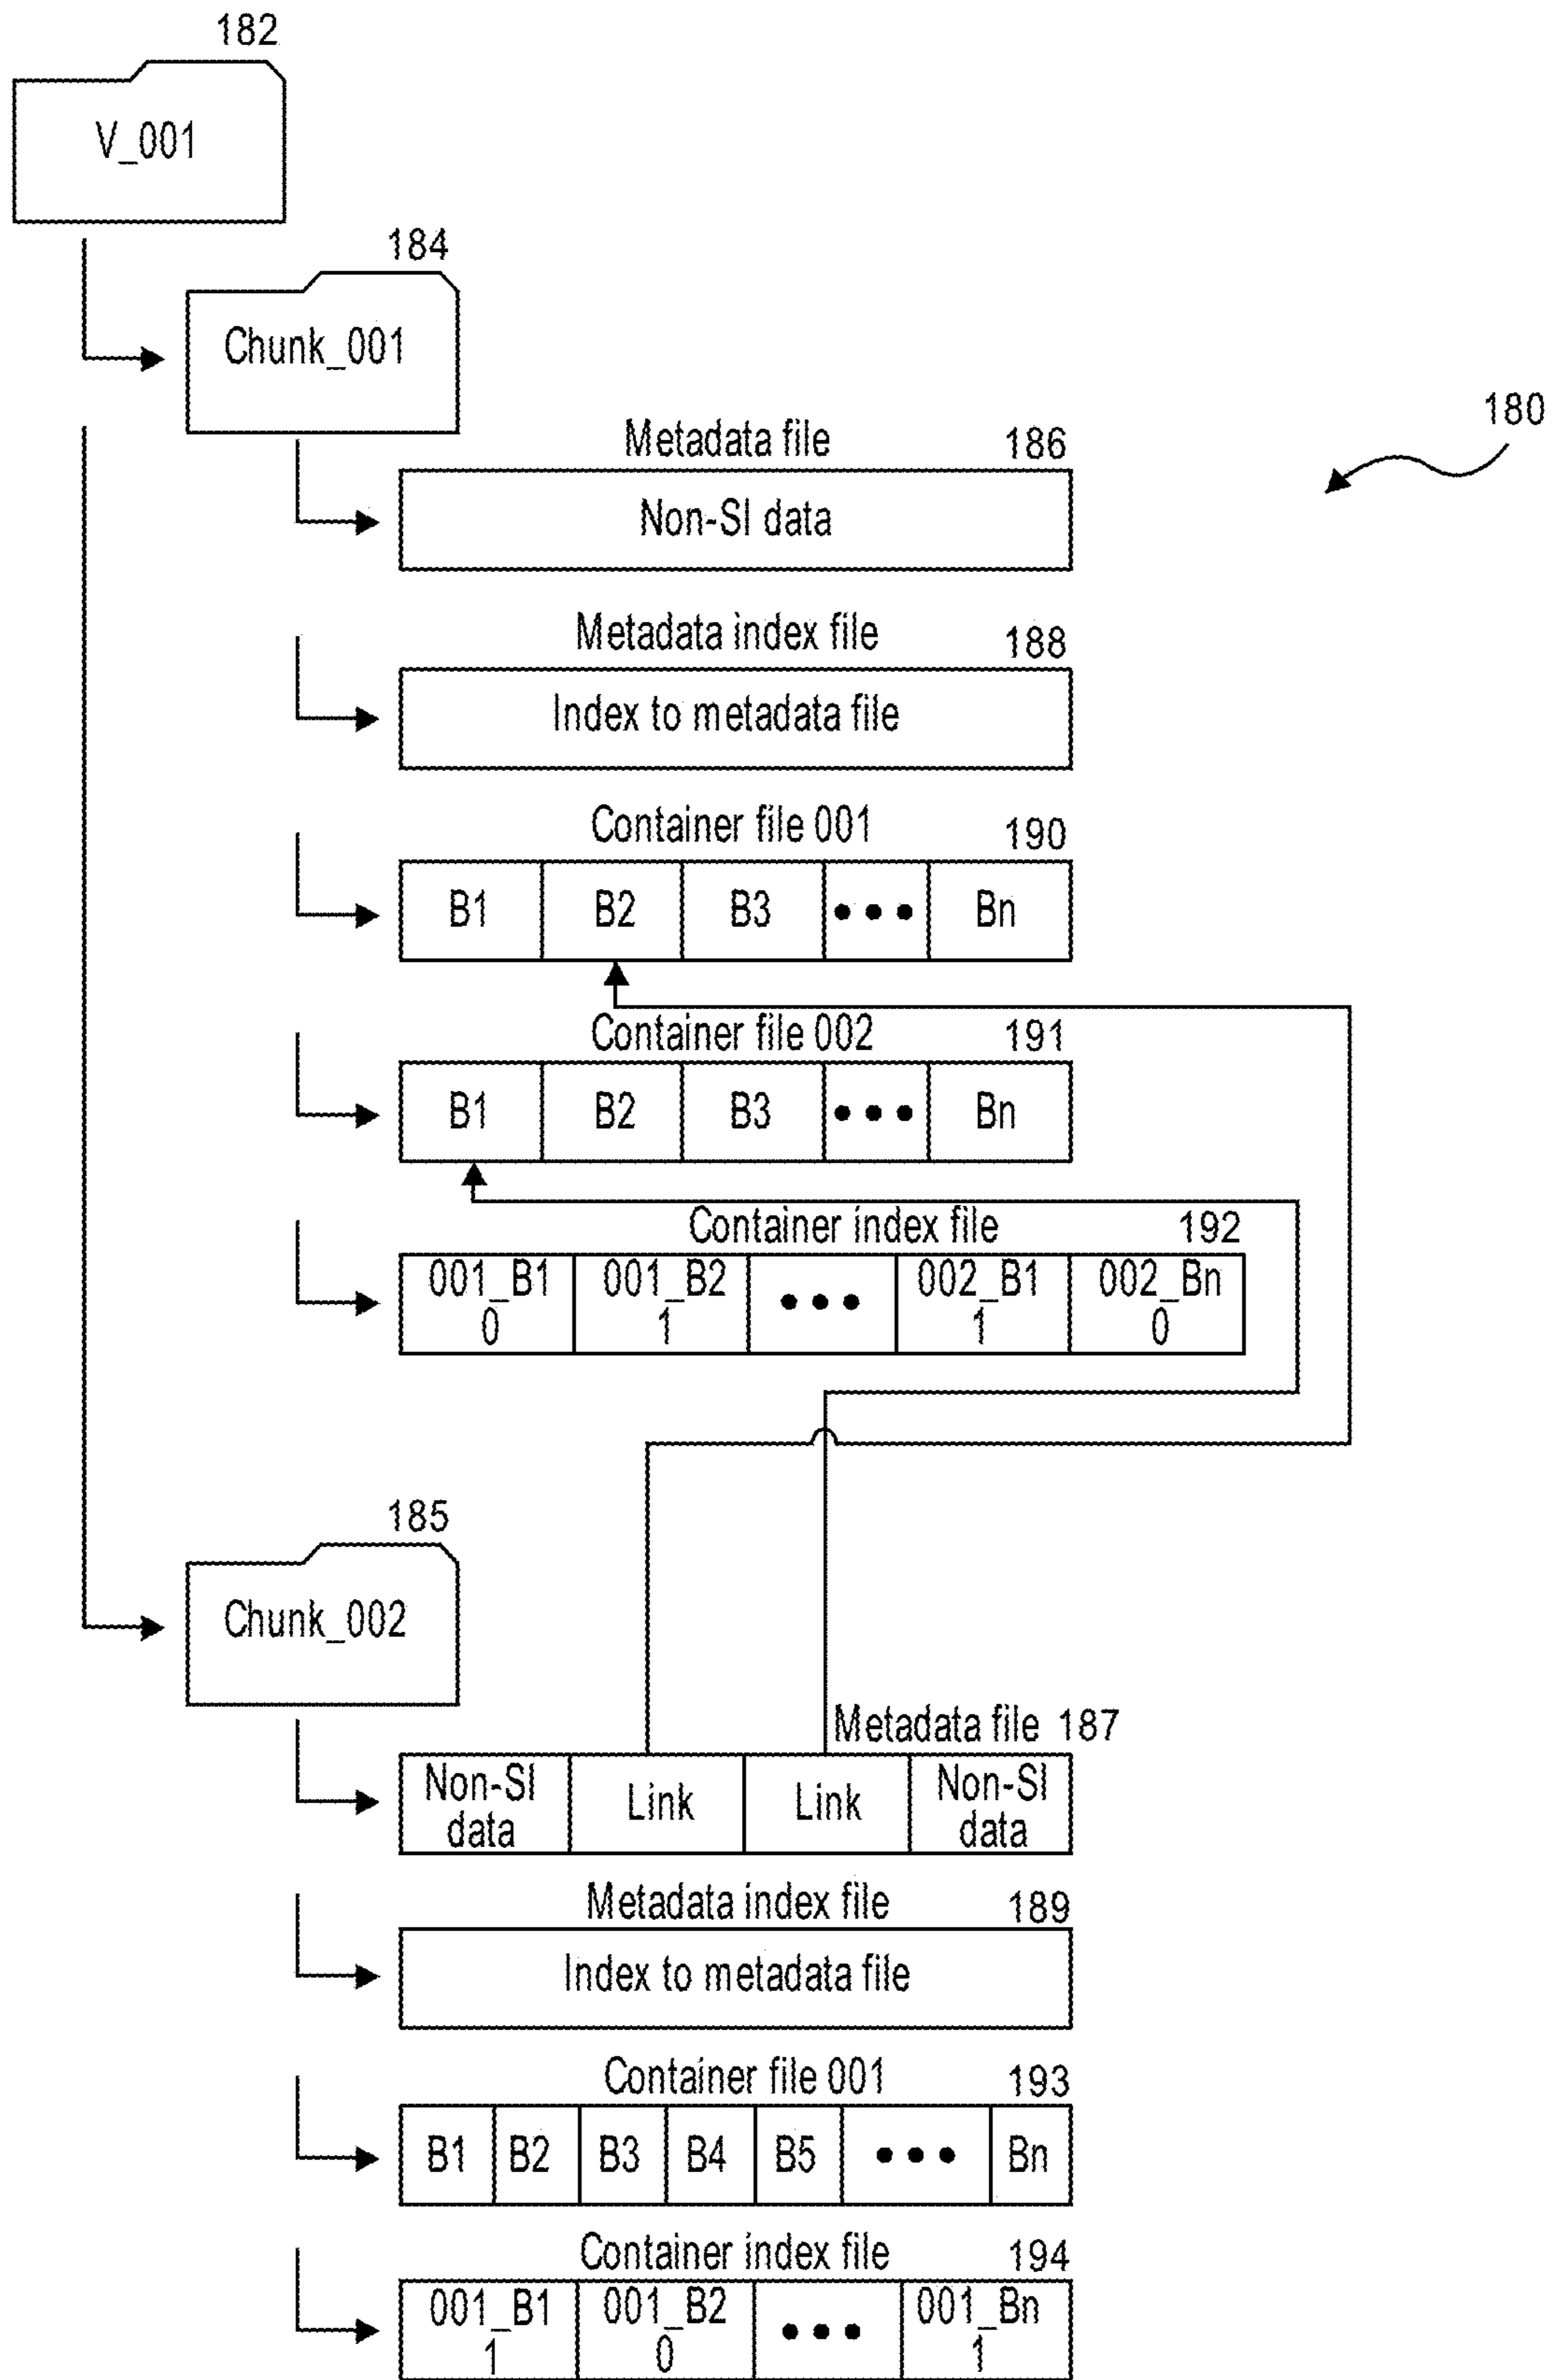 182
V_001
184
Chunk_001
180
Metadata file 186
Non-SI data
Metadata index file 188
Index to metadata file
Container file 001 190
B1 B2 B3 ••• Bn
Container file 002 191
B1 B2 B3 ••• Bn
Container index file 192
001_B1 001_B2 ••• 002_B1 002_Bn
0 1 1 0
185
Chunk_002
Metadata file 187
Non-SI Link Link Non-SI
data data
Metadata index file 189
Index to metadata file
Container file 001 193
B1 B2 B3 B4 B5 ••• Bn
Container index file 194
001_B1 001_B2 ••• 001_Bn
1 0 1